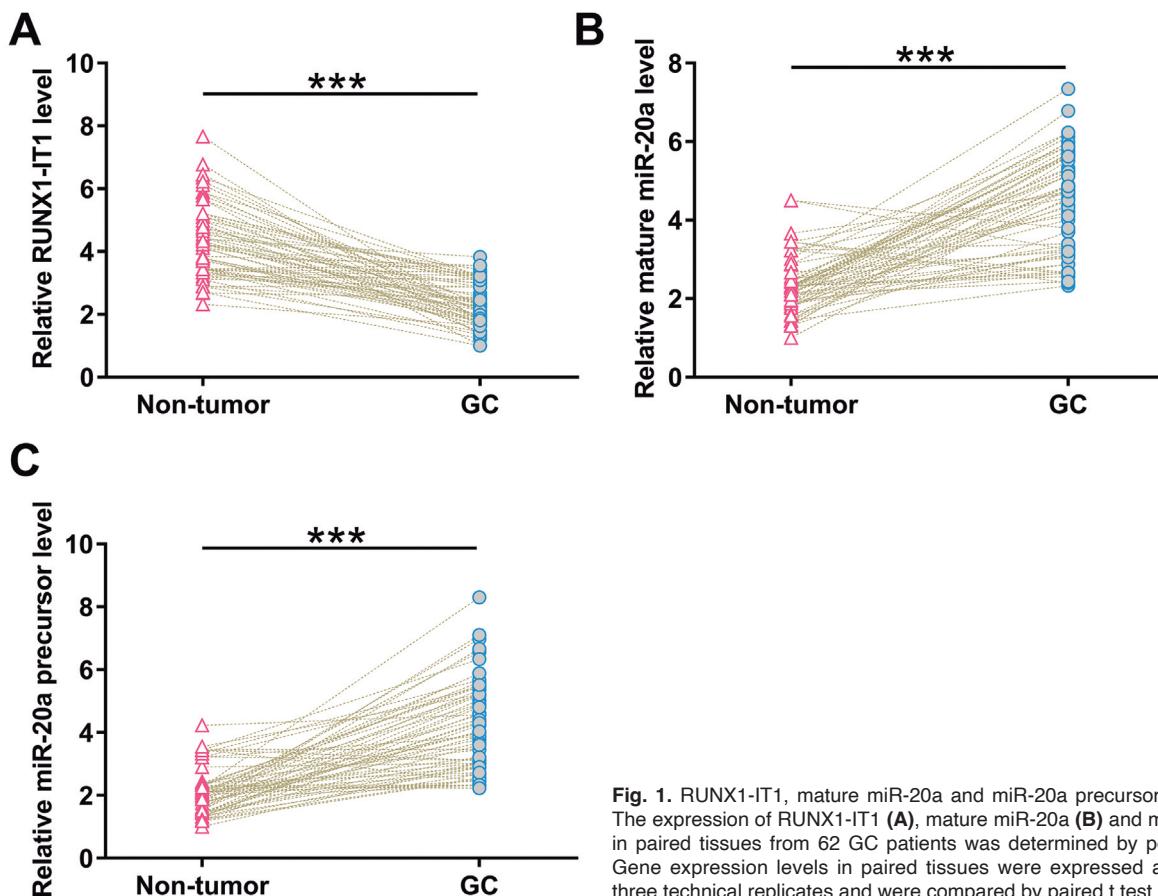 A
Relative RUNX1-IT1 level
10
8
6
4
2
0
***
Non-tumor
GC
B
Relative mature miR-20a level
8
6
4
2
0
***
Non-tumor
GC
C
Relative miR-20a precursor level
10
8
6
4
2
0
***
Non-tumor
GC
Fig. 1. RUNX1-IT1, mature miR-20a and miR-20a precursor
The expression of RUNX1-IT1 (A), mature miR-20a (B) and m
in paired tissues from 62 GC patients was determined by pe
Gene expression levels in paired tissues were expressed a
three technical replicates and were compared by paired t test